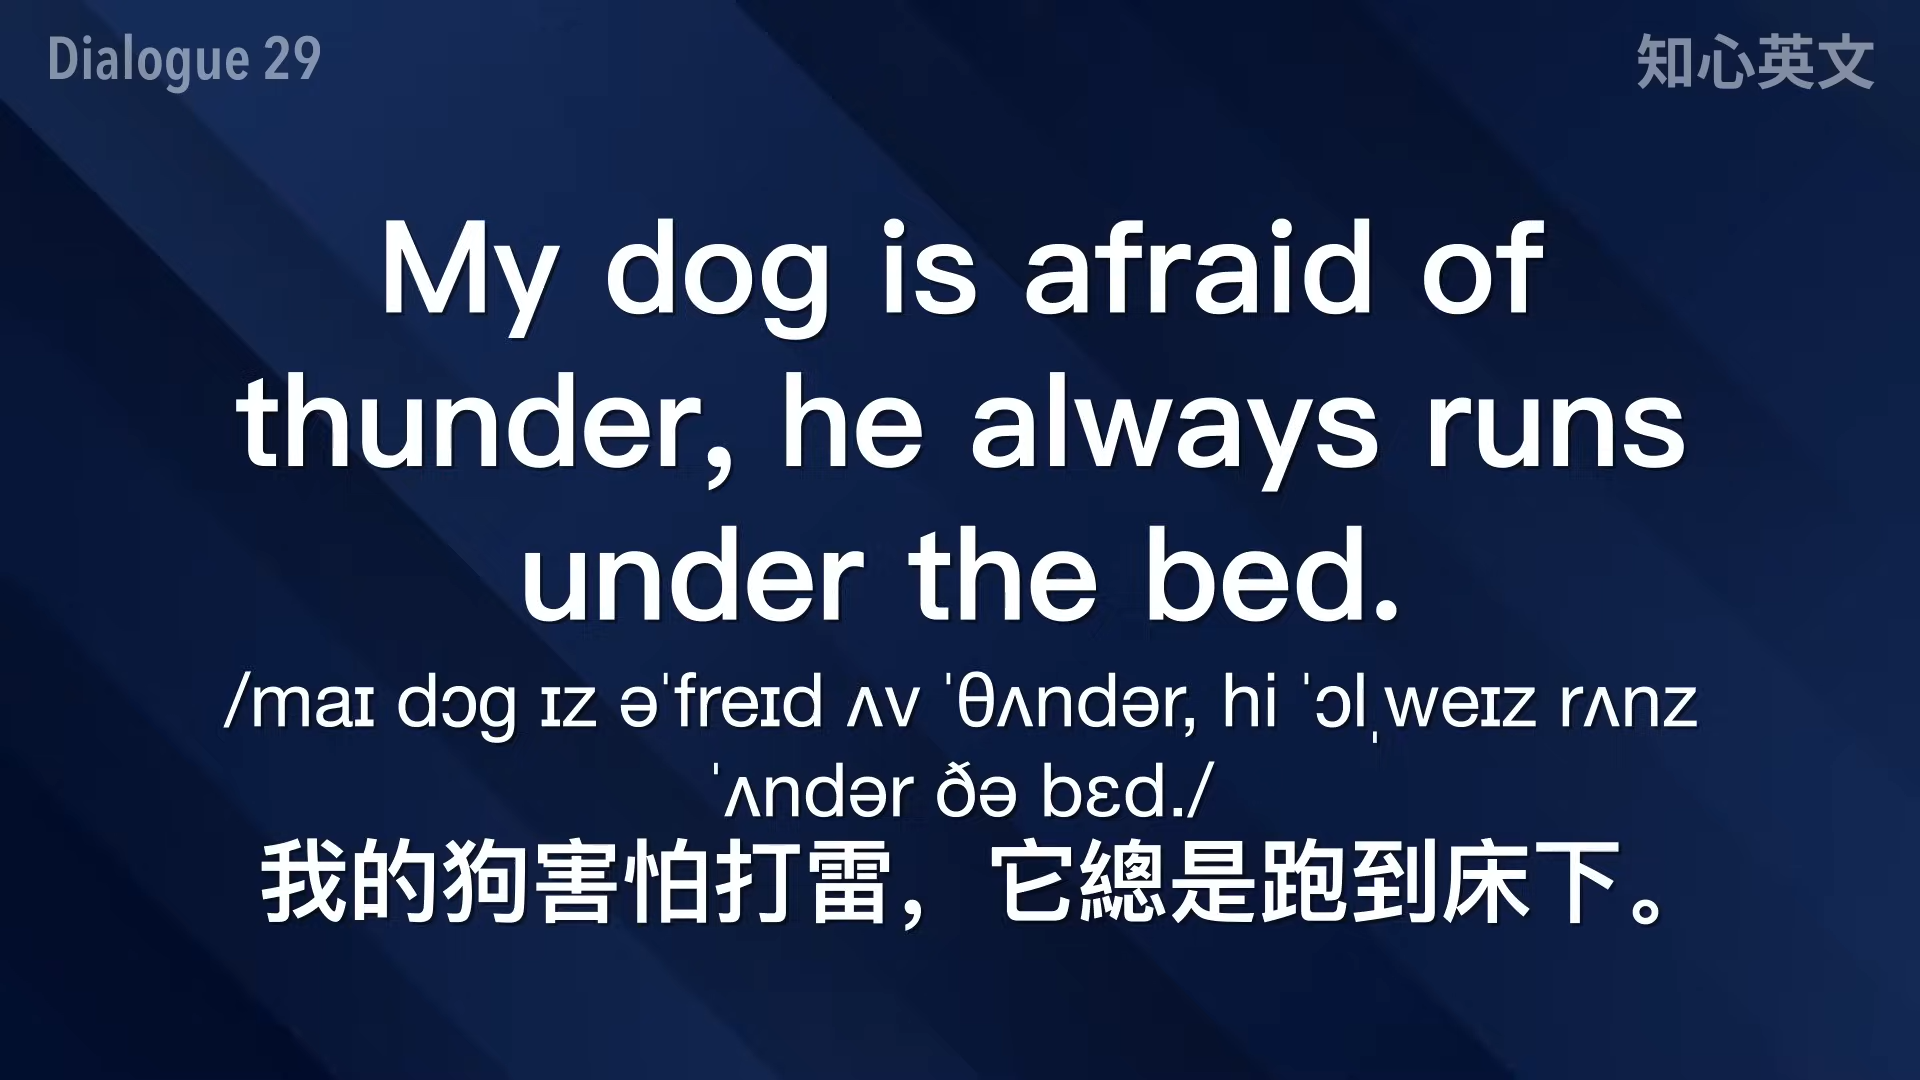 Dialogue 29
知心英文
My dog is afraid of
thunder, he always runs
under the bed.
/maɪ dɔg ɪz əˈfreɪd ʌv ˈθʌndər, hi ˈɔlˌweɪz rʌnz
ˈʌndər ðə bɛd./
我的狗害怕打雷，它總是跑到床下。